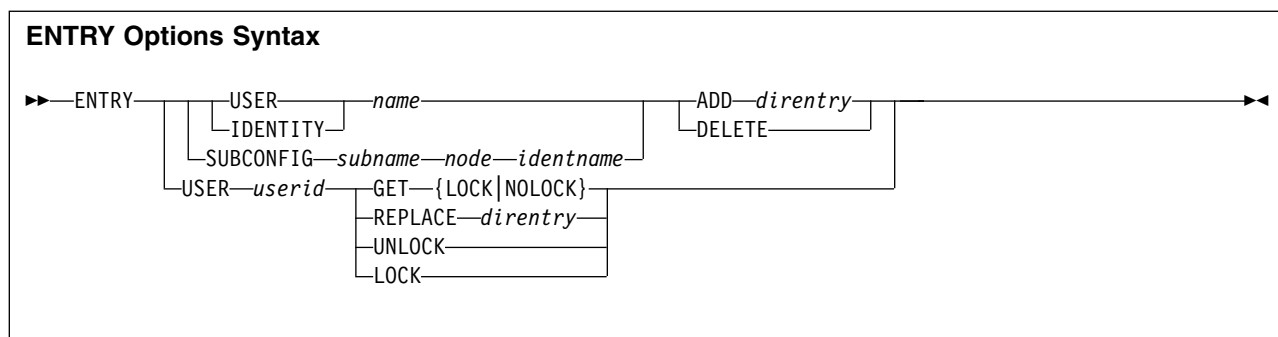 ENTRY Options Syntax
ENTRY USER name ADD direntry
IDENTITY DELETE
SUBCONFIG subname node identname
USER userid GET {LOCK|NOLOCK}
REPLACE direntry
UNLOCK
LOCK